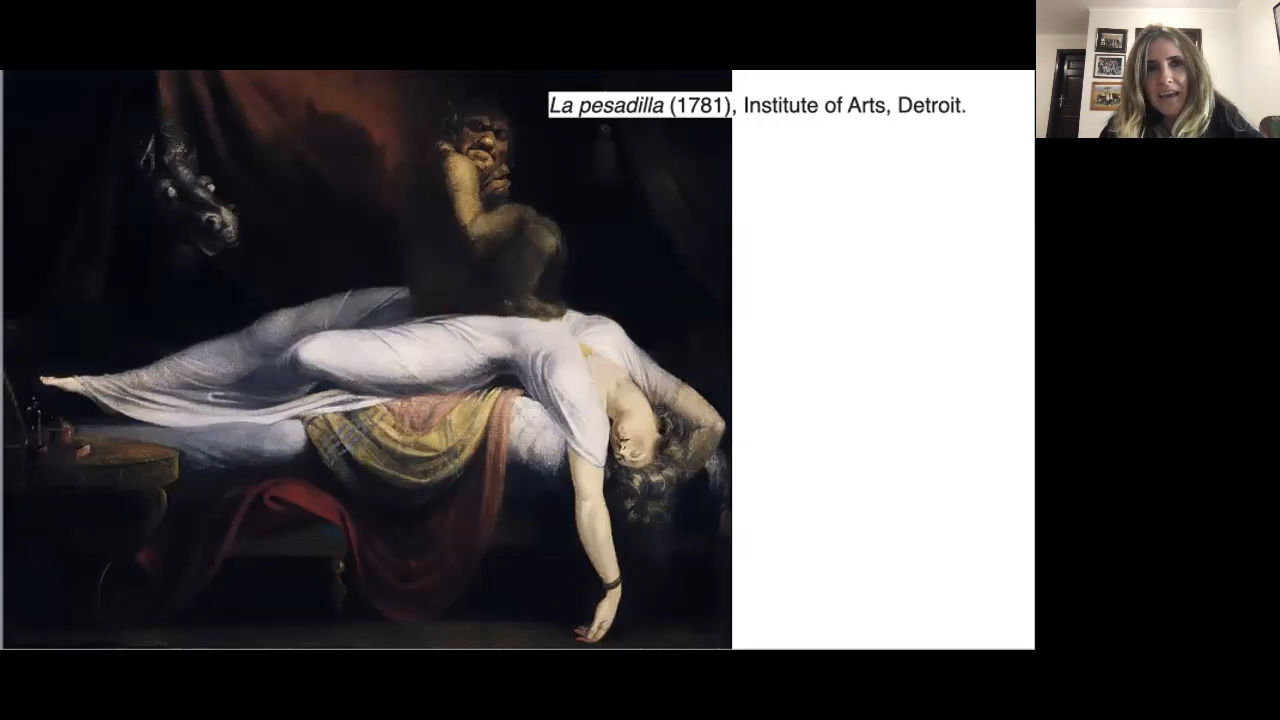 La pesadilla (1781), Institute of Arts, Detroit.